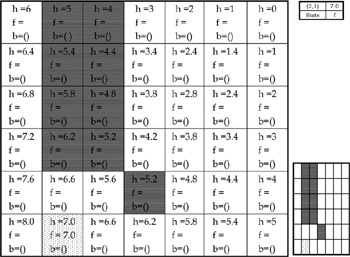 h =6 h =5 h =4 h =3 h =2 h =1 h =0
f = f = f = f = f = f = f =
b=() b=( ) b=() b=() b=() b=() b=()
h =6.4 h =5.4 h =4.4 h =3.4 h =2.4 h =1.4 h =1
f = f = f = f = f = f = f =
b=() b=() b=() b=() b=() b=() b=()
h =6.8 h =5.8 h =4.8 h =3.8 h =2.8 h =2.4 h =2
f = f = f = f = f = f = f =
b=() b=() b=() b=() b=() b=() b=()
h =7.2 h =6.2 h =5.2 h =4.2 h =3.8 h =3.4 h =3
f = f = f = f = f = f = f =
b=() b=() b=() b=() b=() b=() b=()
h =7.6 h =6.6 h =5.6 h =5.2 h =4.8 h =4.4 h =4
f = f = f = f = f = f = f =
b=() b=() b=() b=() b=() b=() b=()
h =8.0 h =7.0 h =6.6 h =6.2 h =5.8 h =5.4 h =5
f = f = 7.0 f = f = f = f = f =
b=() b=() b=() b=() b=() b=() b=()
(2,1) 7.0
State f